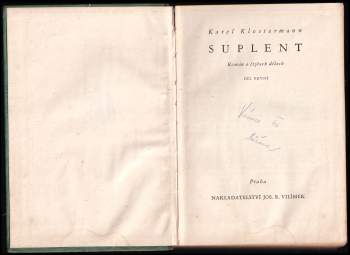 Karel Klostermann
SUPLENT
Román o čtyřech dílech
DÍL PRVNÍ
Praha
NAKLADATELSTVÍ JOS. R. VILÍMEK